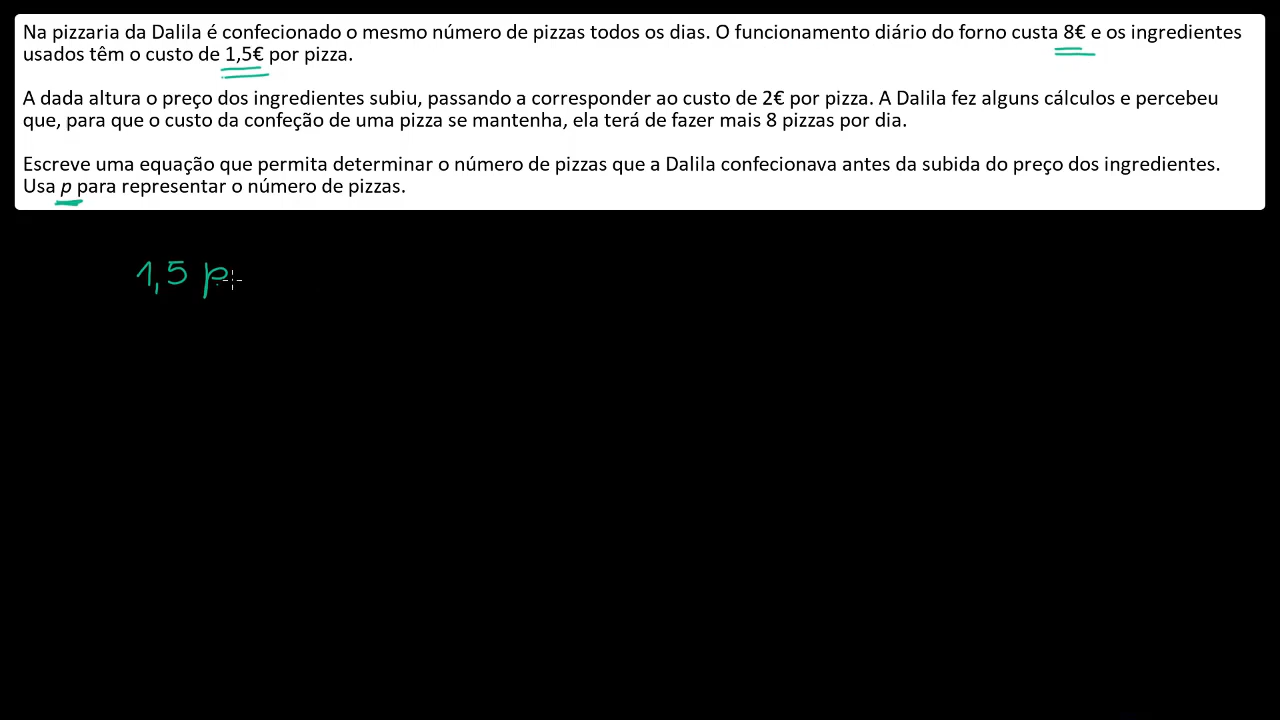 Na pizzaria da Dalila é confecionado o mesmo número de pizzas todos os dias. O funcionamento diário do forno custa 8€ e os ingredientes
usados têm o custo de 1,5€ por pizza.
A dada altura o preço dos ingredientes subiu, passando a corresponder ao custo de 2€ por pizza. A Dalila fez alguns cálculos e percebeu
que, para que o custo da confeção de uma pizza se mantenha, ela terá de fazer mais 8 pizzas por dia.
Escreve uma equação que permita determinar o número de pizzas que a Dalila confecionava antes da subida do preço dos ingredientes.
Usa p para representar o número de pizzas.
1,5 p